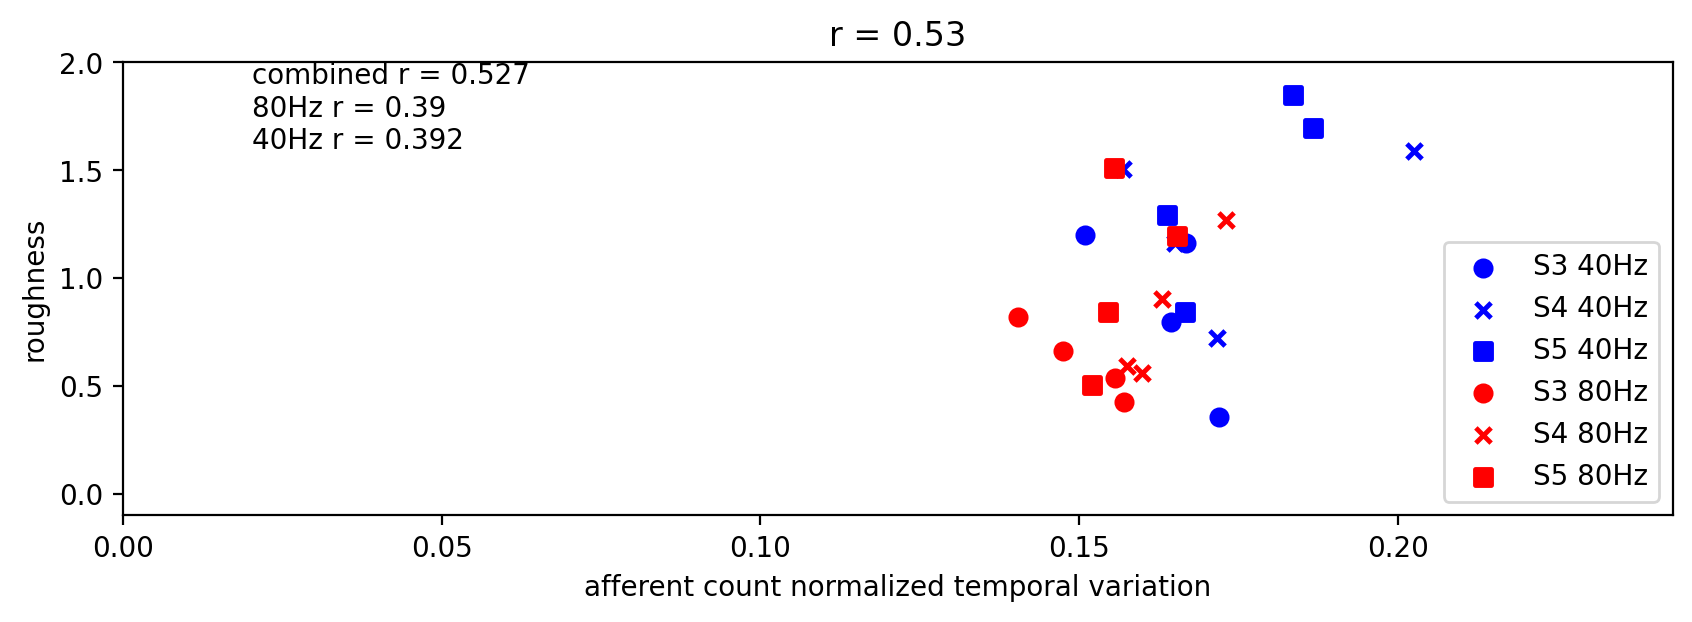 r = 0.53
combined r = 0.527
80Hz r = 0.39
40Hz r = 0.392
2.0
1.5
1.0
0.5
0.0
roughness
S3 40Hz
S4 40Hz
S5 40Hz
S3 80Hz
S4 80Hz
S5 80Hz
0.00 0.05 0.10 0.15 0.20
afferent count normalized temporal variation